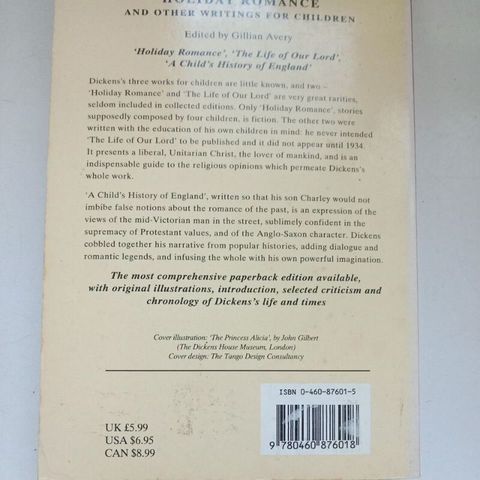 HOLIDAY ROMANCE
AND OTHER WRITINGS FOR CHILDREN
Edited by Gillian Avery
'Holiday Romance', 'The Life of Our Lord',
'A Child's History of England'
Dickens's three works for children are little known, and two –
'Holiday Romance' and 'The Life of Our Lord' are very great rarities,
seldom included in collected editions. Only 'Holiday Romance', stories
supposedly composed by four children, is fiction. The other two were
written with the education of his own children in mind: he never intended
'The Life of Our Lord' to be published and it did not appear until 1934.
It presents a liberal, Unitarian Christ, the lover of mankind, and is an
indispensable guide to the religious opinions which permeate Dickens's
whole work.
'A Child's History of England', written so that his son Charley would not
imbibe false notions about the romance of the past, is an expression of the
views of the mid-Victorian man in the street, sublimely confident in the
supremacy of Protestant values, and of the Anglo-Saxon character. Dickens
cobbled together his narrative from popular histories, adding dialogue and
romantic legends, and infusing the whole with his own powerful imagination.
The most comprehensive paperback edition available,
with original illustrations, introduction, selected criticism and
chronology of Dickens's life and times
Cover illustration: 'The Princess Alicia', by John Gilbert
(The Dickens House Museum, London)
Cover design: The Tango Design Consultancy
ISBN 0-460-87601-5
UK £5.99
USA $6.95
CAN $8.99
9 780460 876018